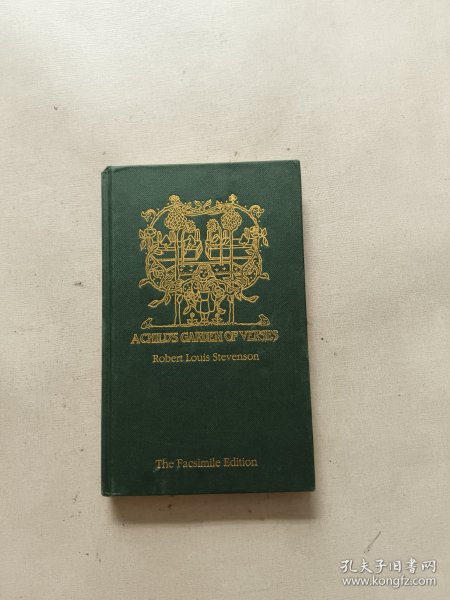 A CHILD'S GARDEN OF VERSES
Robert Louis Stevenson
The Facsimile Edition
孔夫子旧书网
www.kongfz.com